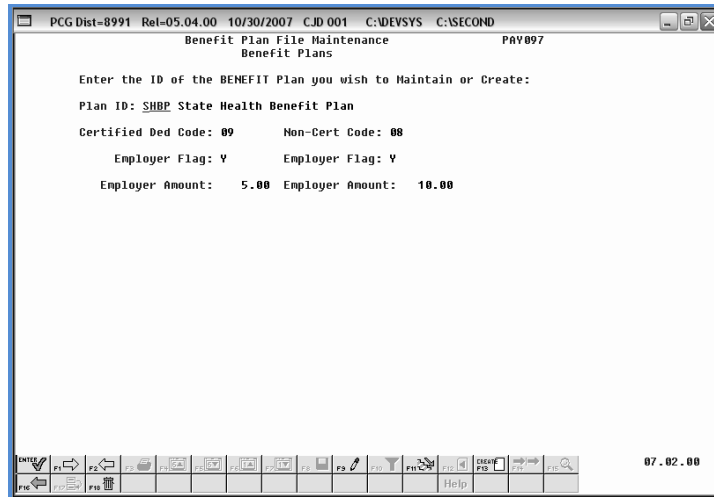 PCG Dist=8991 Rel=05.04.00 10/30/2007 CJD 001 C:\DEVSYS C:\SECOND
Benefit Plan File Maintenance PAY097
Benefit Plans
Enter the ID of the BENEFIT Plan you wish to Maintain or Create:
Plan ID: SHBP State Health Benefit Plan
Certified Ded Code: 09 Non-Cert Code: 08
Employer Flag: Y Employer Flag: Y
Employer Amount: 5.00 Employer Amount: 10.00
ENTER F1 F2 F3 F4 F5 F6 F7 F8 F9 F10 F11 F12 CREATE F13 F14 F15 07.02.00
F16 F17 F18 Help